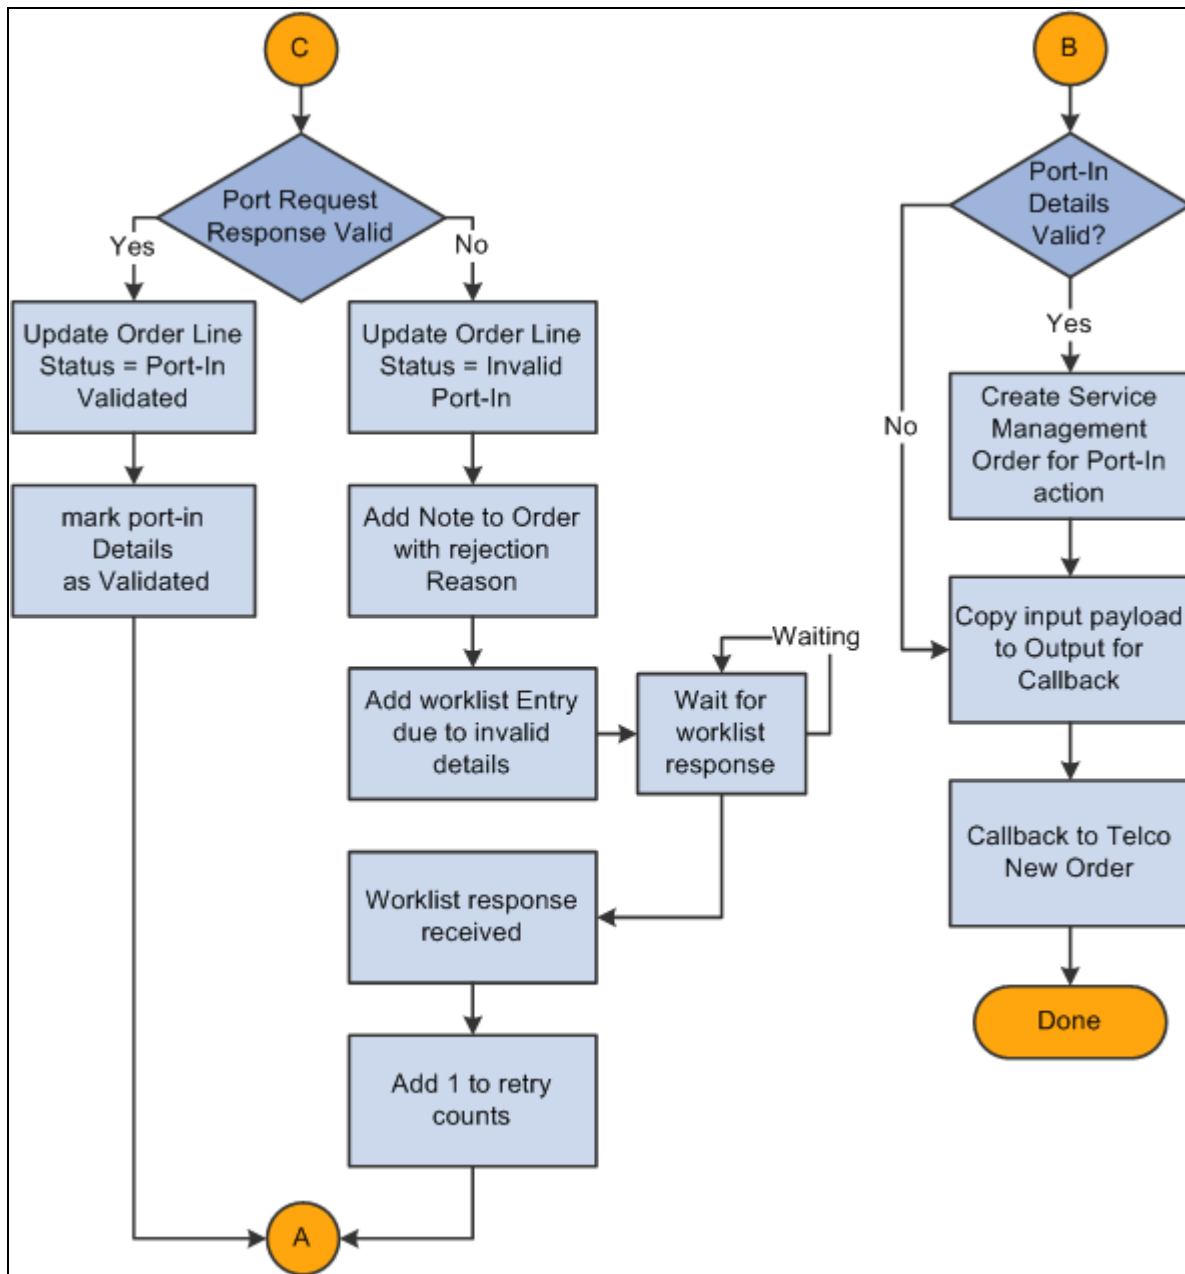 C
Port Request
Response Valid
Yes
No
Update Order Line
Status = Port-In
Validated
mark port-in
Details
as Validated
Update Order Line
Status = Invalid
Port-In
Add Note to Order
with rejection
Reason
Add worklist Entry
due to invalid
details
Waiting
Wait for
worklist
response
Worklist response
received
Add 1 to retry
counts
A
B
Port-In
Details
Valid?
Yes
No
Create Service
Management
Order for Port-In
action
Copy input payload
to Output for
Callback
Callback to Telco
New Order
Done